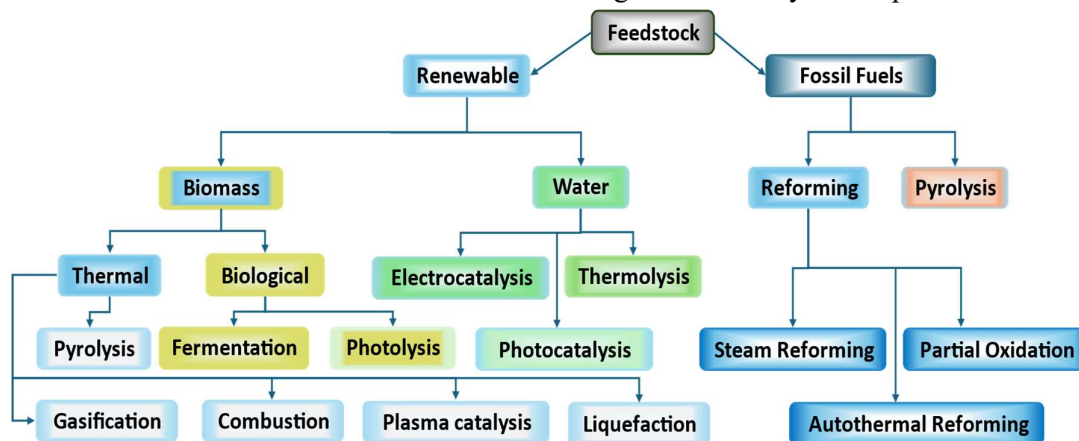 Feedstock
Renewable
Fossil Fuels
Biomass
Water
Reforming
Pyrolysis
Thermal
Biological
Electrocatalysis
Thermolysis
Pyrolysis
Fermentation
Photolysis
Photocatalysis
Steam Reforming
Partial Oxidation
Gasification
Combustion
Plasma catalysis
Liquefaction
Autothermal Reforming